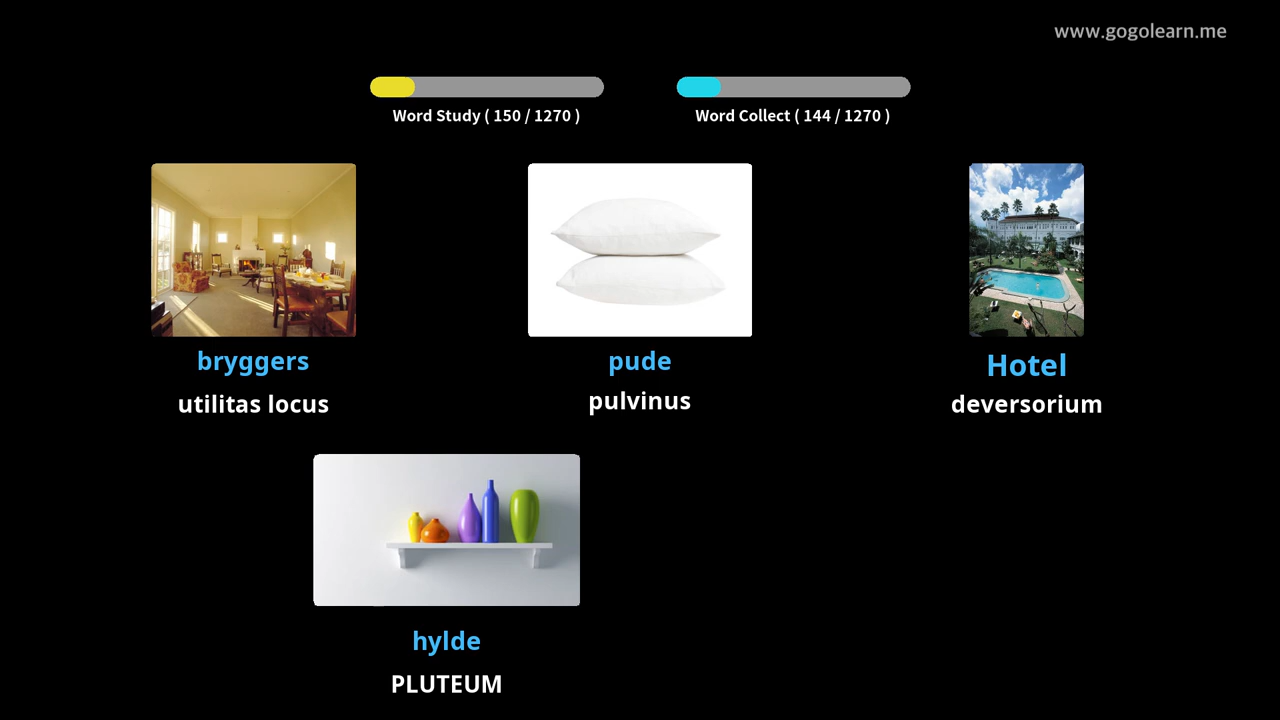 www.gogolearn.me
Word Study ( 150 / 1270 )
Word Collect ( 144 / 1270 )
bryggers
pude
Hotel
utilitas locus
pulvinus
deversorium
hylde
PLUTEUM